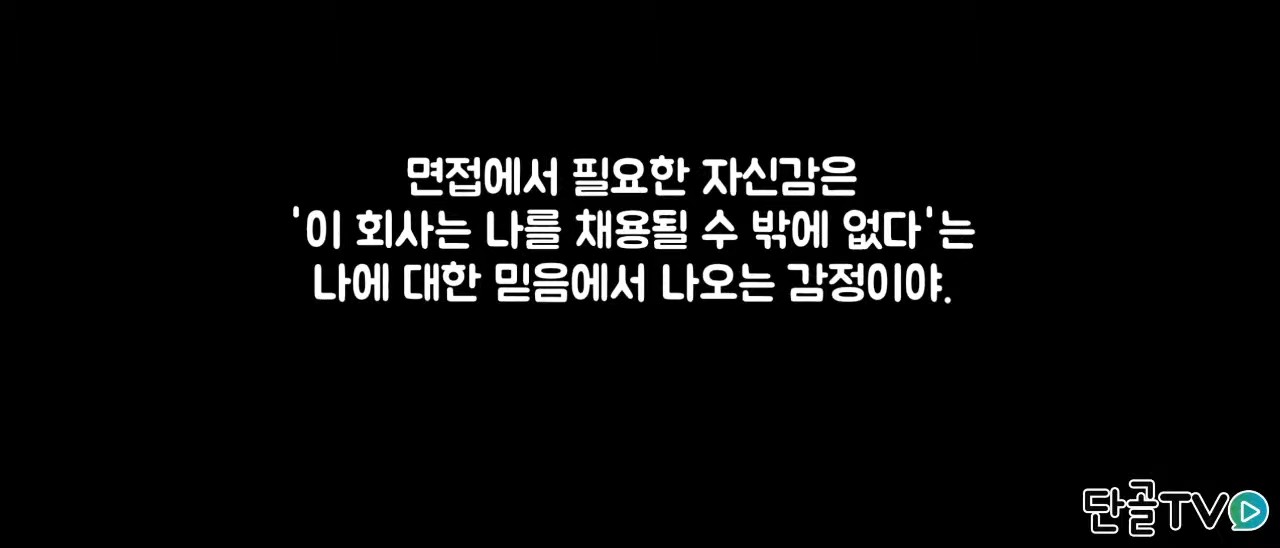 면접에서 필요한 자신감은
'이 회사는 나를 채용될 수 밖에 없다'는
나에 대한 믿음에서 나오는 감정이야.
단골TV